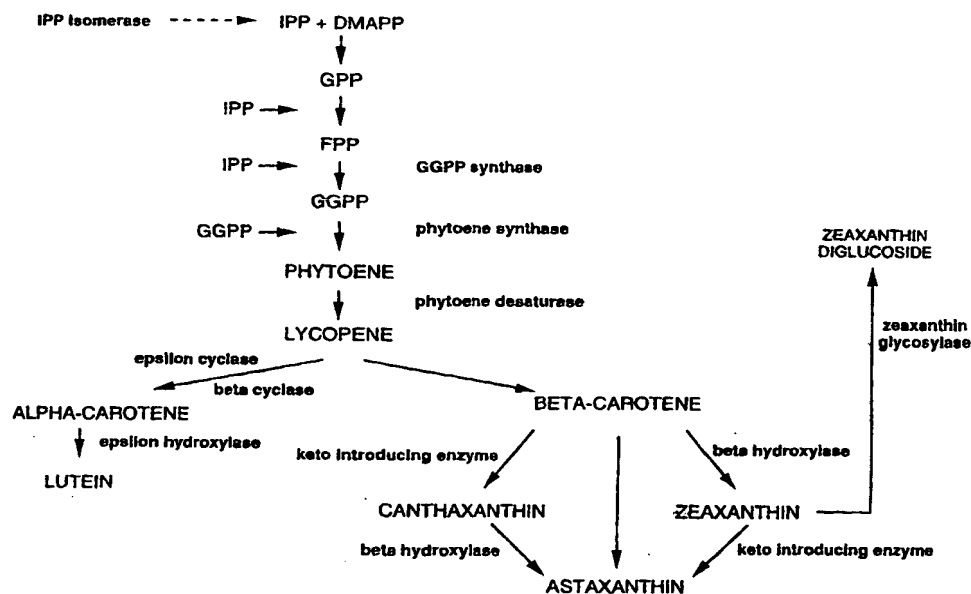 IPP Isomerase
IPP + DMAPP
GPP
IPP
FPP
IPP
GGPP synthase
GGPP
GGPP
phytoene synthase
ZEAXANTHIN
DIGLUCOSIDE
PHYTOENE
phytoene desaturase
LYCOPENE
zeaxanthin
glycosylase
epsilon cyclase
beta cyclase
BETA-CAROTENE
ALPHA-CAROTENE
epsilon hydroxylase
keto introducing enzyme
beta hydroxylase
LUTEIN
CANTHAXANTHIN
ZEAXANTHIN
beta hydroxylase
keto introducing enzyme
ASTAXANTHIN